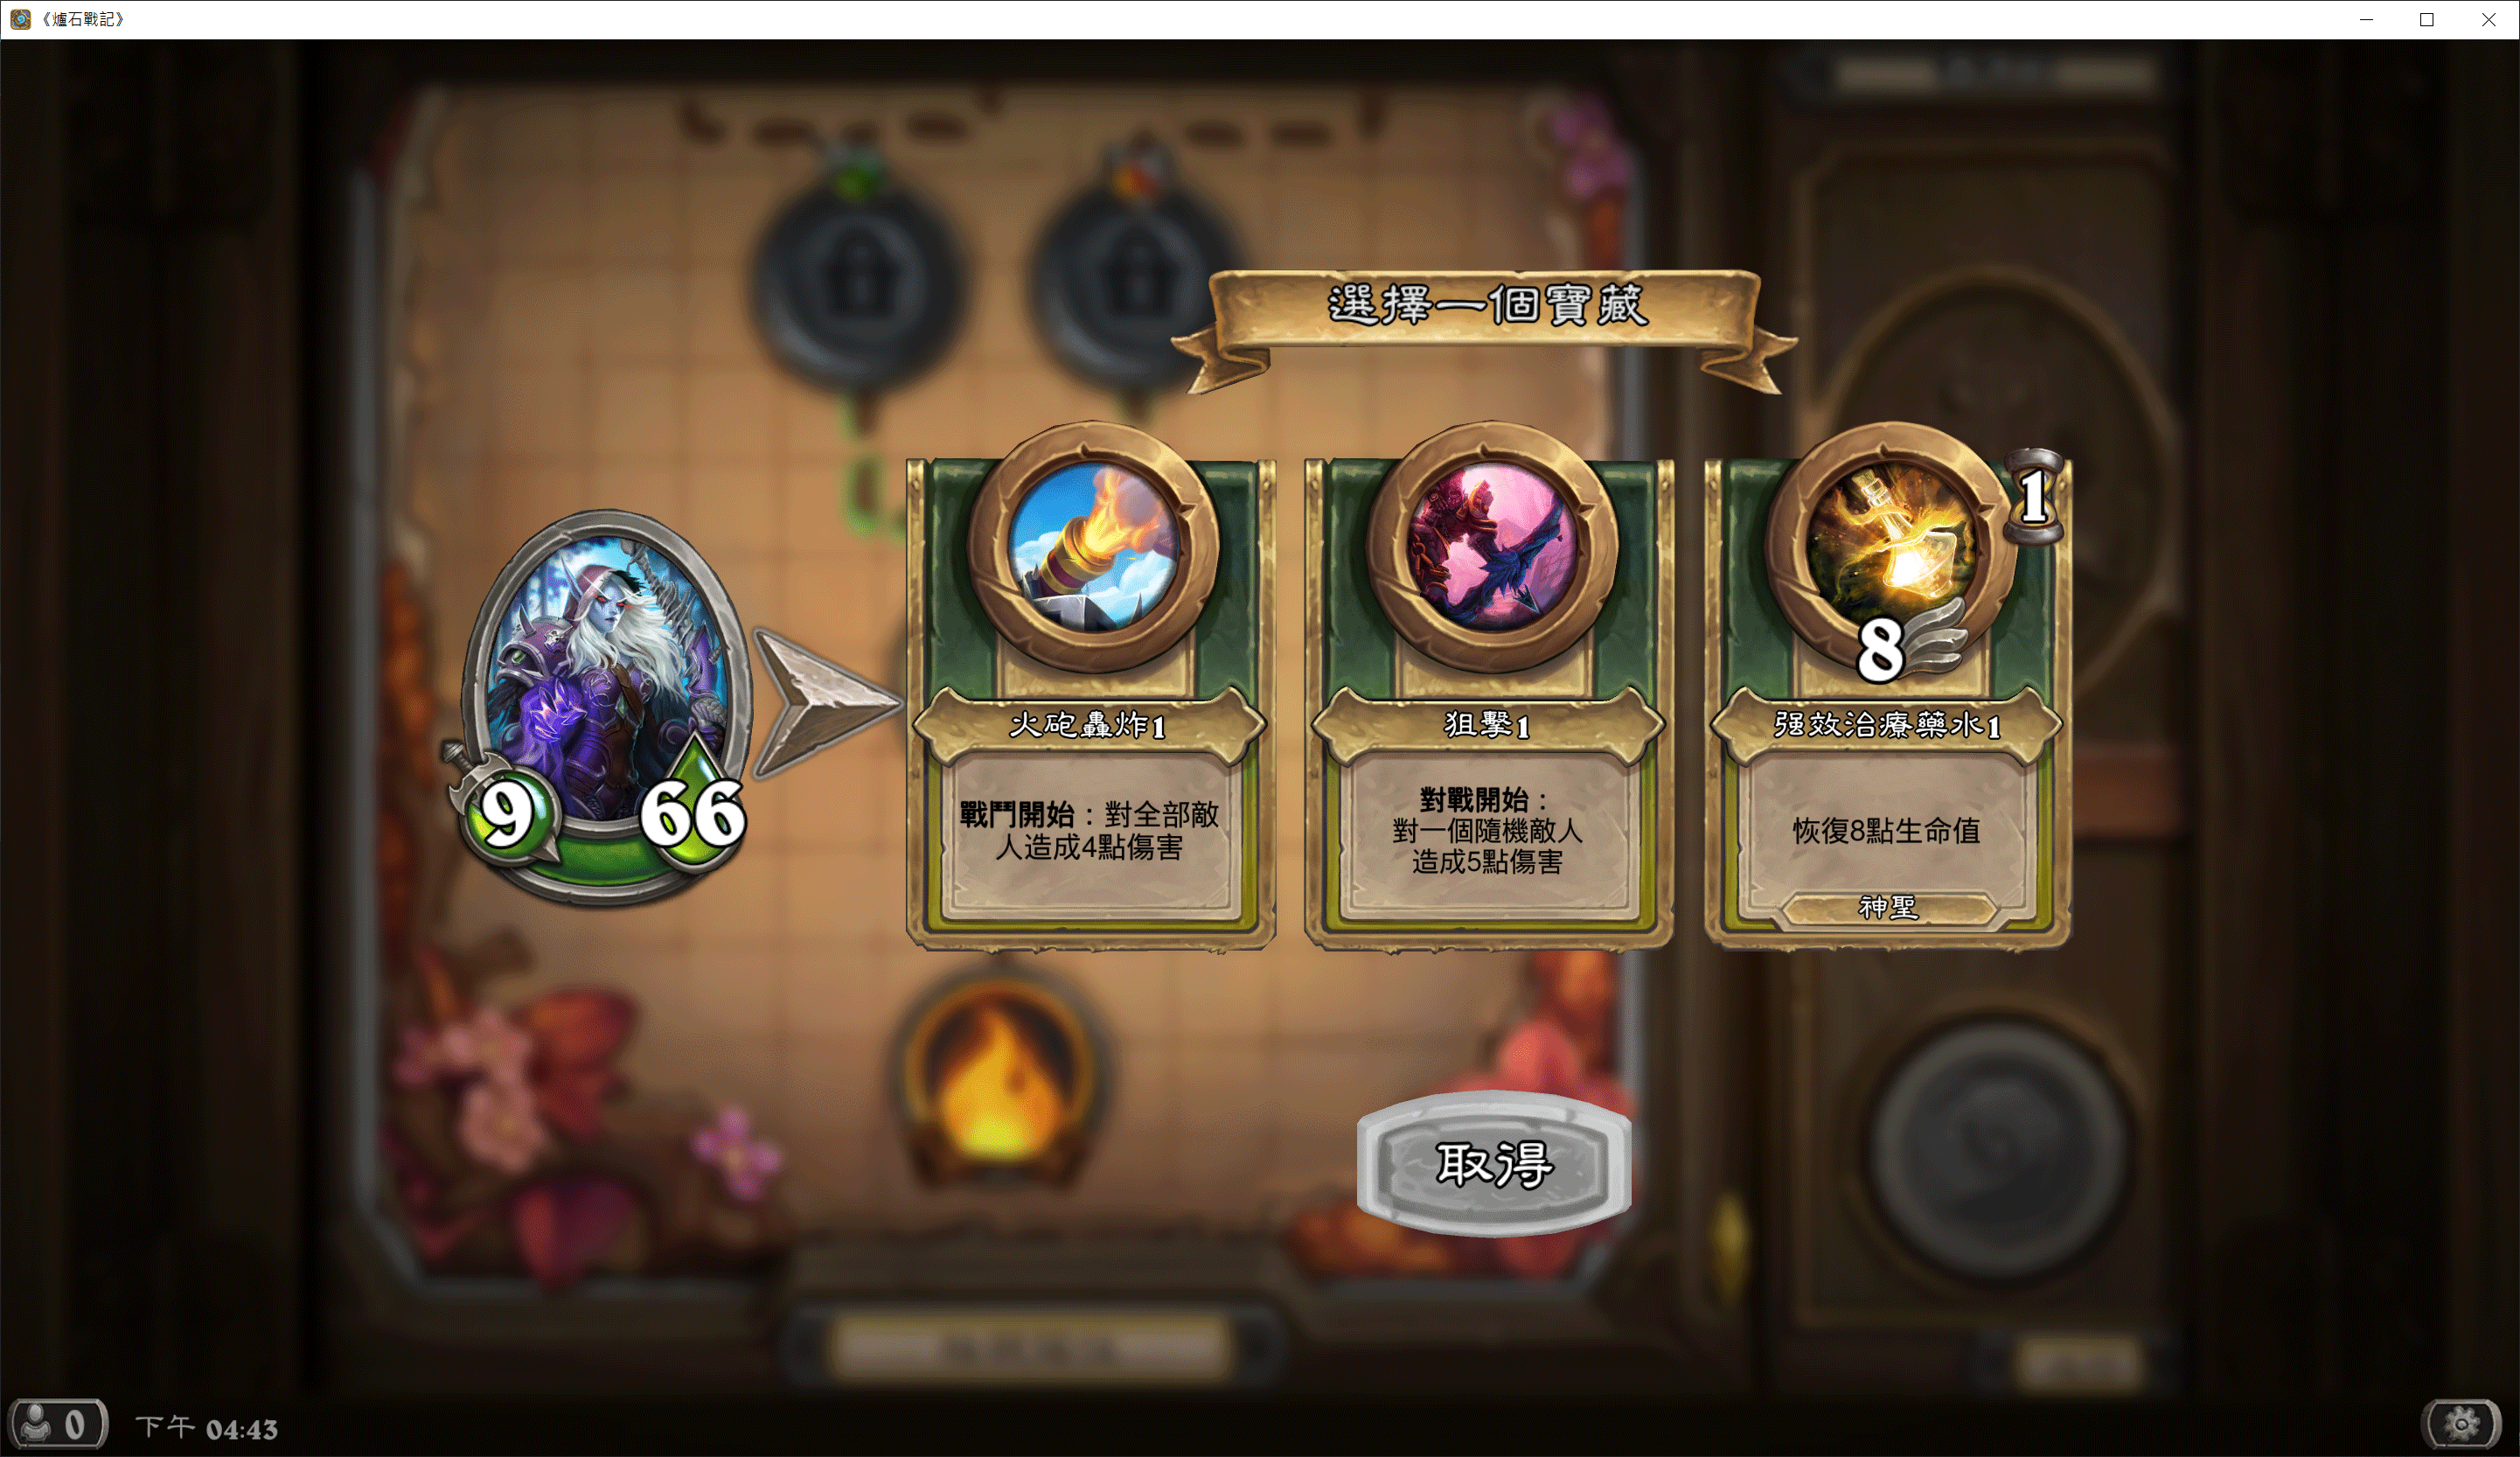 《爐石戰記》
選擇一個寶藏
9
66
火砲轟炸1
戰鬥開始：對全部敵
人造成4點傷害
狙擊1
對戰開始：
對一個隨機敵人
造成5點傷害
1
8
强效治療藥水1
恢復8點生命值
神聖
取得
0
下午 04:43